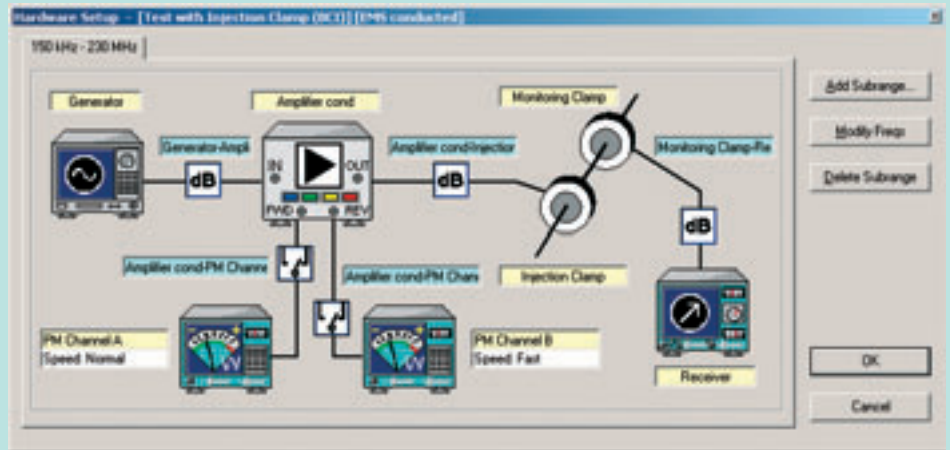 Hardware Setup - [Test with Injection Clamp (BCI)] [EMS conducted]
150 kHz - 230 MHz
Generator
Amplifier cond
Monitoring Clamp
Add Subrange...
Generator-Ampli
Amplifier cond-Injection
Monitoring Clamp-Re
Modify Freqs
dB
IN
OUT
dB
Delete Subrange
FWD
REV
dB
Amplifier cond-PM Channe
Amplifier cond-PM Chann
Injection Clamp
PM Channel A
Speed: Normal
PM Channel B
Speed: Fast
Receiver
OK
Cancel